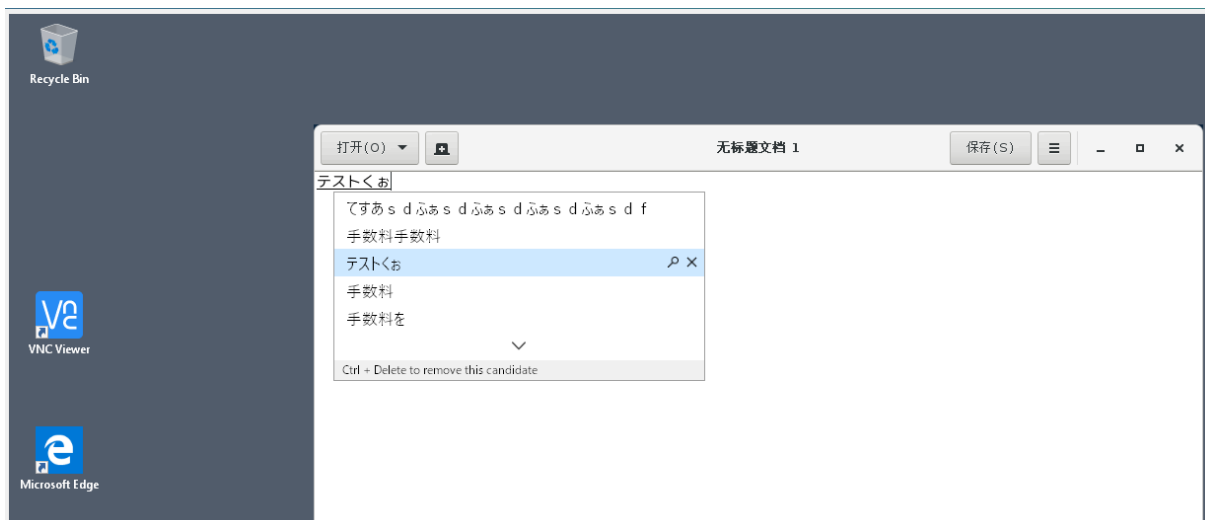 Recycle Bin
打开(O)
无标题文档 1
保存(S)
テストくぉ
てすあｓｄふぁｓｄふぁｓｄふぁｓｄふぁｓｄｆ
手数料手数料
テストくぉ
手数料
手数料を
Ctrl + Delete to remove this candidate
VNC Viewer
Microsoft Edge